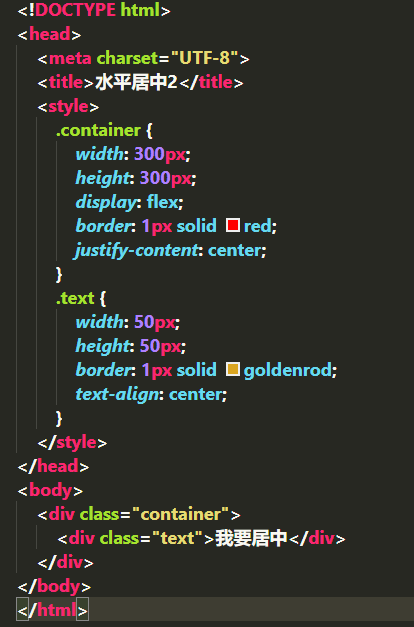 <!DOCTYPE html>
<head>
<meta charset="UTF-8">
<title>水平居中2</title>
<style>
.container {
width: 300px;
height: 300px;
display: flex;
border: 1px solid red;
justify-content: center;
}
.text {
width: 50px;
height: 50px;
border: 1px solid goldenrod;
text-align: center;
}
</style>
</head>
<body>
<div class="container">
<div class="text">我要居中</div>
</div>
</body>
</html>